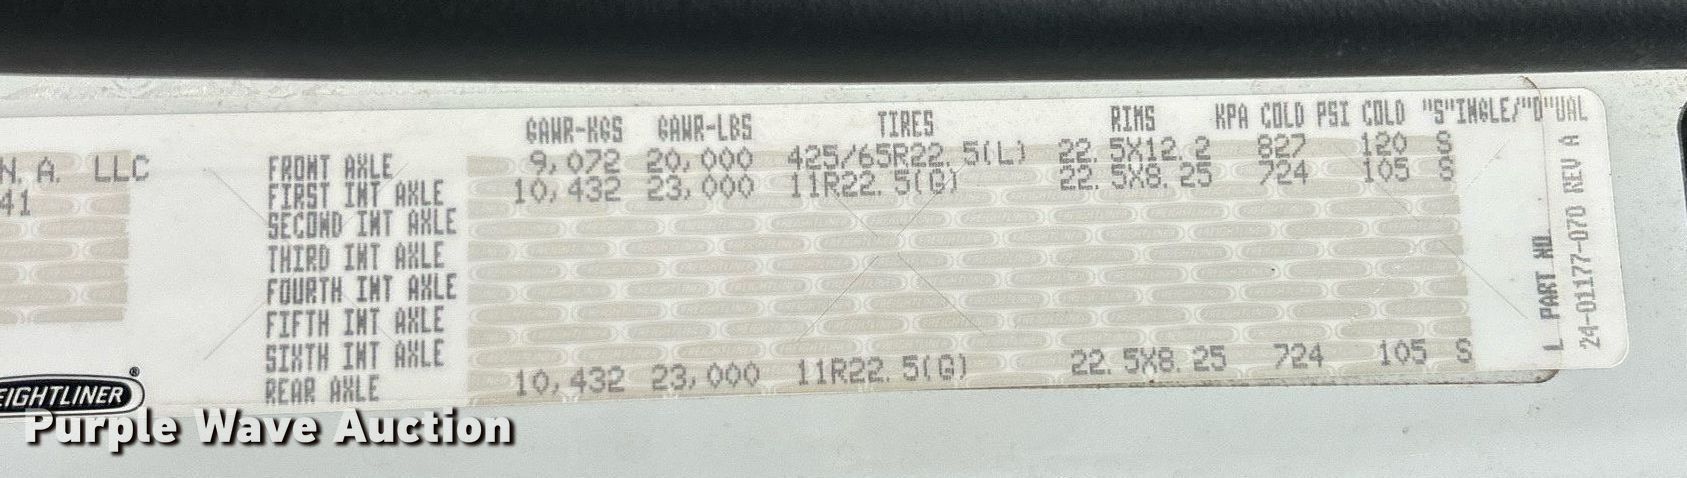 GAWR-KGS GAWR-LBS TIRES RIMS KPA COLD PSI COLD "S"INGLE/"D"UAL
N.A. LLC
41
FRONT AXLE 9,072 20,000 425/65R22.5(L) 22.5X12.2 827 120 S
FIRST INT AXLE 10,432 23,000 11R22.5(G) 22.5X8.25 724 105 S
SECOND INT AXLE
THIRD INT AXLE
FOURTH INT AXLE
FIFTH INT AXLE
SIXTH INT AXLE
REAR AXLE 10,432 23,000 11R22.5(G) 22.5X8.25 724 105 S
L PART NO.
24-01177-070 REV A
EIGHTLINER®
Purple Wave Auction